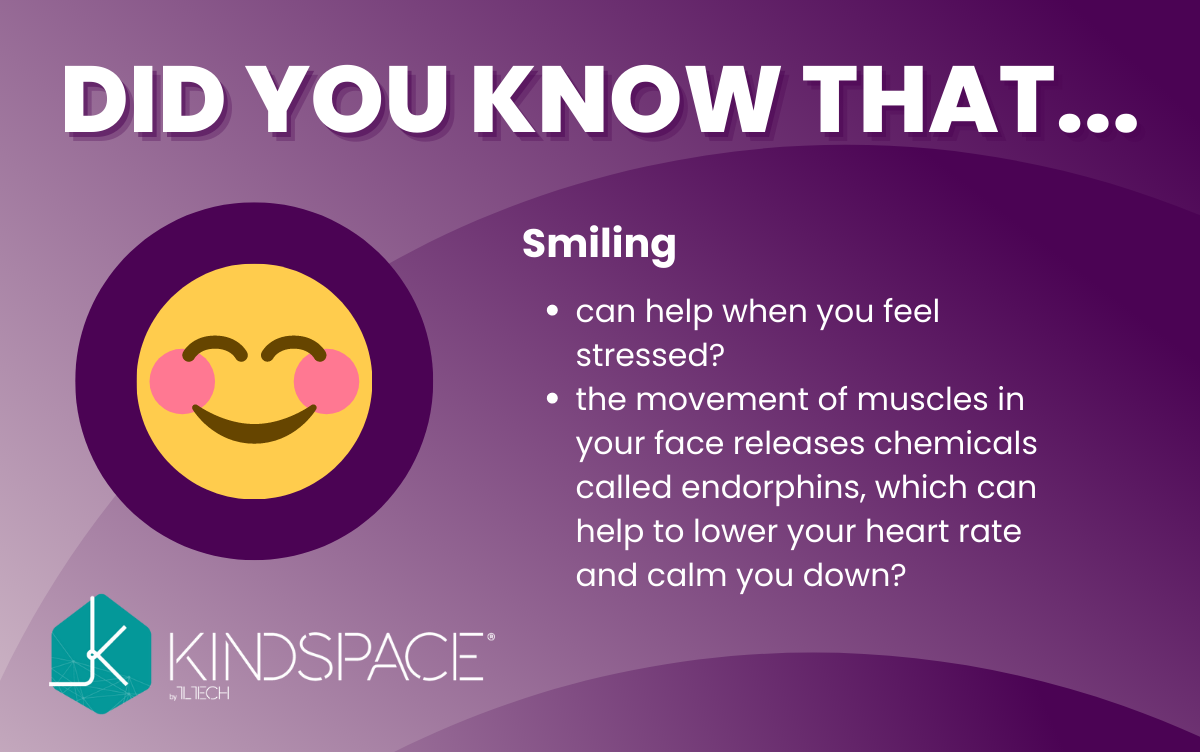 DID YOU KNOW THAT...
Smiling
• can help when you feel
stressed?
• the movement of muscles in
your face releases chemicals
called endorphins, which can
help to lower your heart rate
and calm you down?
KINDSPACE®
by 1LTECH